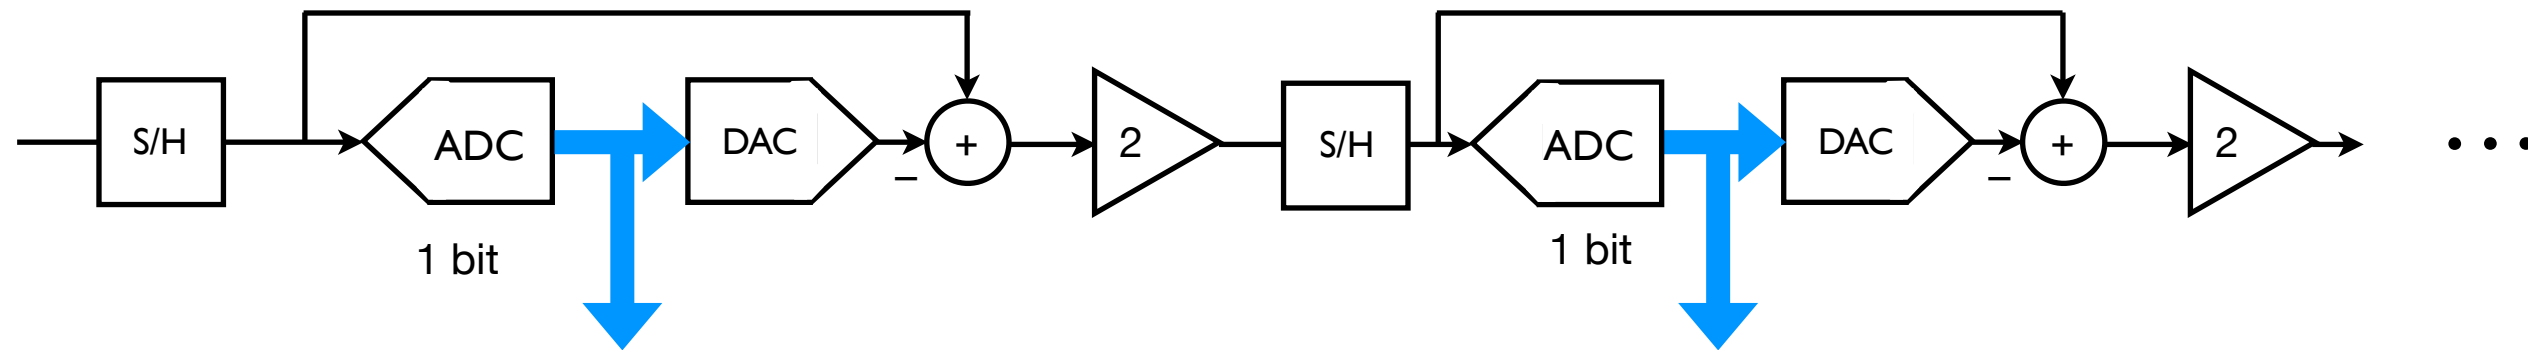 S/H
ADC
DAC
+
−
2
S/H
ADC
DAC
+
−
2
• • •
1 bit
1 bit